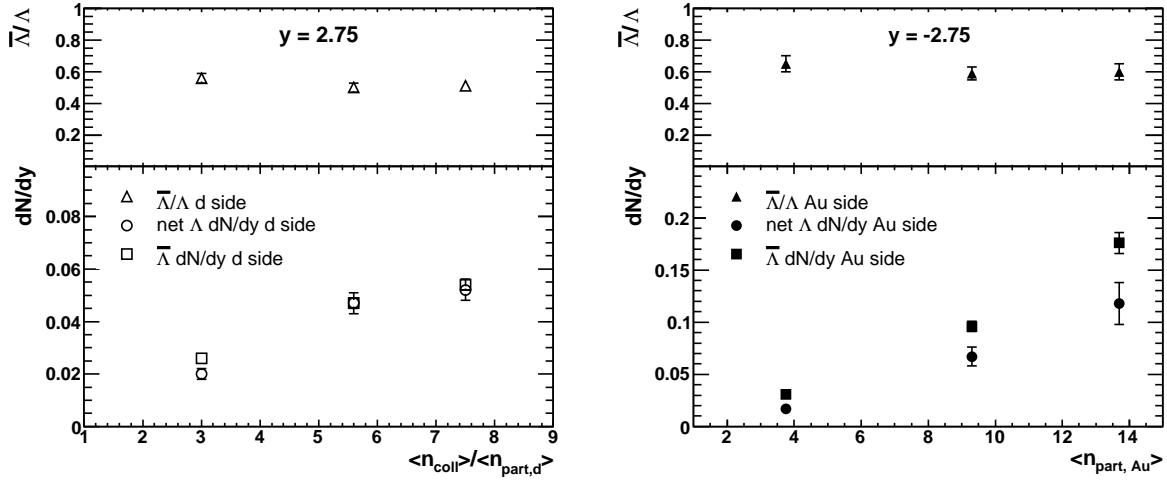 Λ̅/Λ
y = 2.75
1
0.8
0.6
0.4
0.2
dN/dy
Λ̅/Λ d side
net Λ dN/dy d side
Λ̅ dN/dy d side
0.08
0.06
0.04
0.02
0
1 2 3 4 5 6 7 8 9
<n_coll>/<n_part,d>
Λ̅/Λ
y = -2.75
1
0.8
0.6
0.4
0.2
dN/dy
Λ̅/Λ Au side
net Λ dN/dy Au side
Λ̅ dN/dy Au side
0.2
0.15
0.1
0.05
0
2 4 6 8 10 12 14
<n_part, Au>